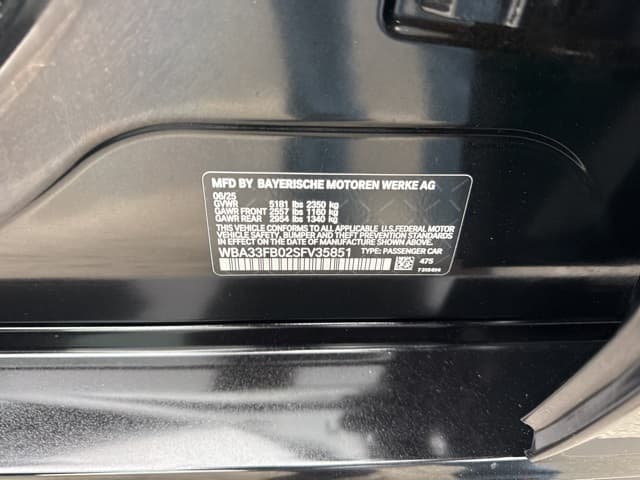 MFD BY BAYERISCHE MOTOREN WERKE AG
06/25
GVWR 5181 lbs 2350 kg
GAWR FRONT 2557 lbs 1160 kg
GAWR REAR 2954 lbs 1340 kg
THIS VEHICLE CONFORMS TO ALL APPLICABLE U.S.FEDERAL MOTOR
VEHICLE SAFETY, BUMPER AND THEFT PREVENTION STANDARDS
IN EFFECT ON THE DATE OF MANUFACTURE SHOWN ABOVE.
WBA33FB02SFV35851 TYPE: PASSENGER CAR
475